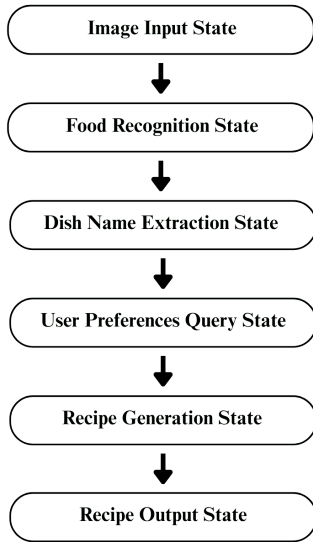 Image Input State
Food Recognition State
Dish Name Extraction State
User Preferences Query State
Recipe Generation State
Recipe Output State